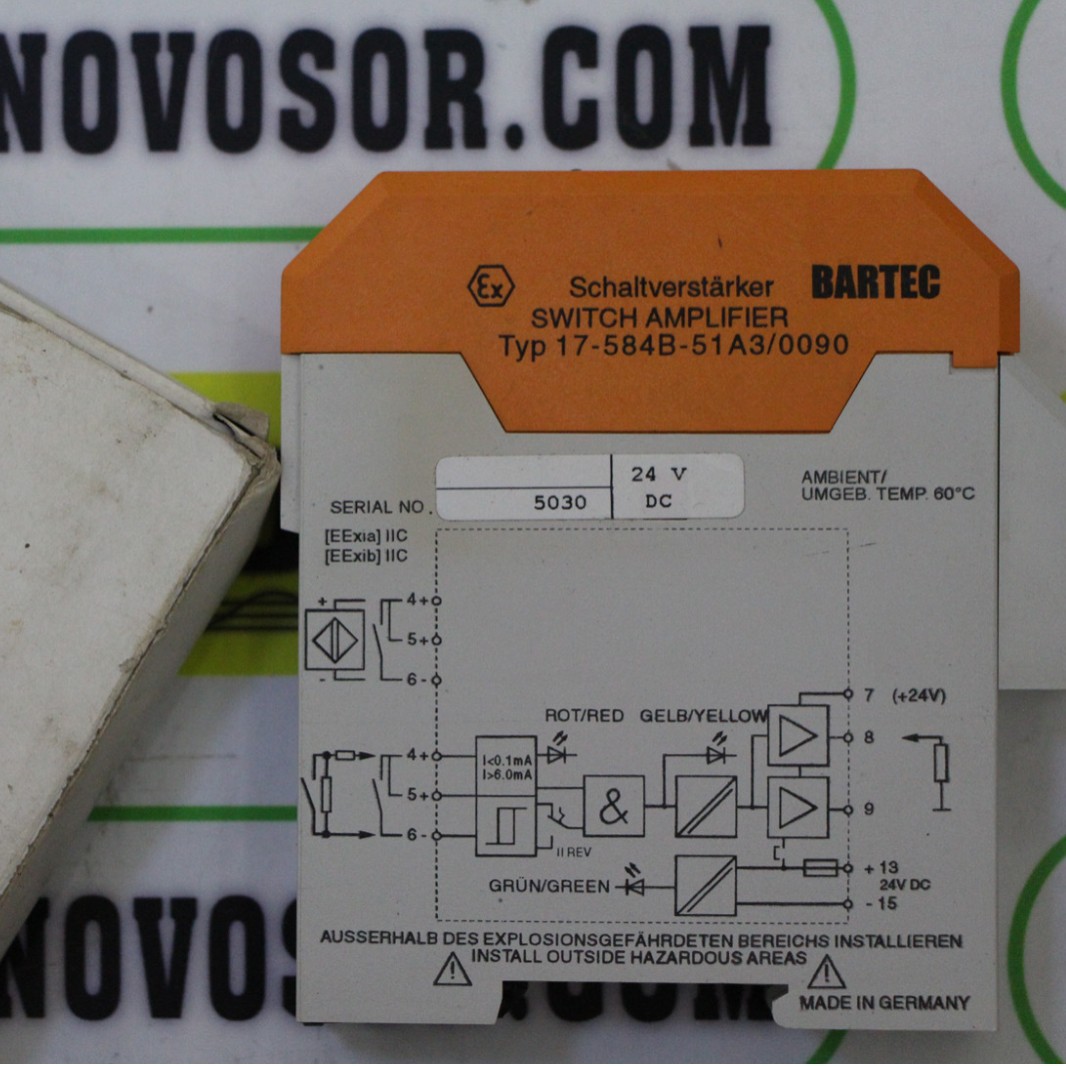 NOVOSOR.COM
Ex Schaltverstärker BARTEC
SWITCH AMPLIFIER
Typ 17-584B-51A3/0090
24 V
AMBIENT/
UMGEB. TEMP. 60°C
SERIAL NO. 5030 DC
[EExia] IIC
[EExib] IIC
+ 4+
5+
- 6-
7 (+24V)
ROT/RED GELB/YELLOW
8
4+ I<0.1mA
I>6.0mA
5+ & 9
6-
II REV
+ 13
GRÜN/GREEN 24V DC
- 15
AUSSERHALB DES EXPLOSIONSGEFÄHRDETEN BEREICHS INSTALLIEREN
INSTALL OUTSIDE HAZARDOUS AREAS
! !
MADE IN GERMANY